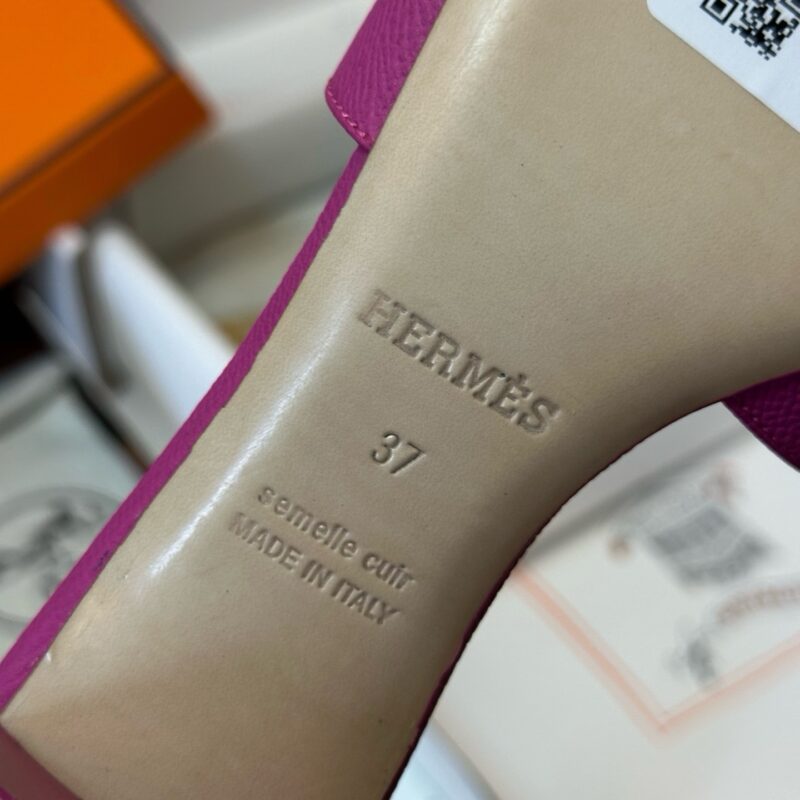 HERMÈS
37
semelle cuir
MADE IN ITALY